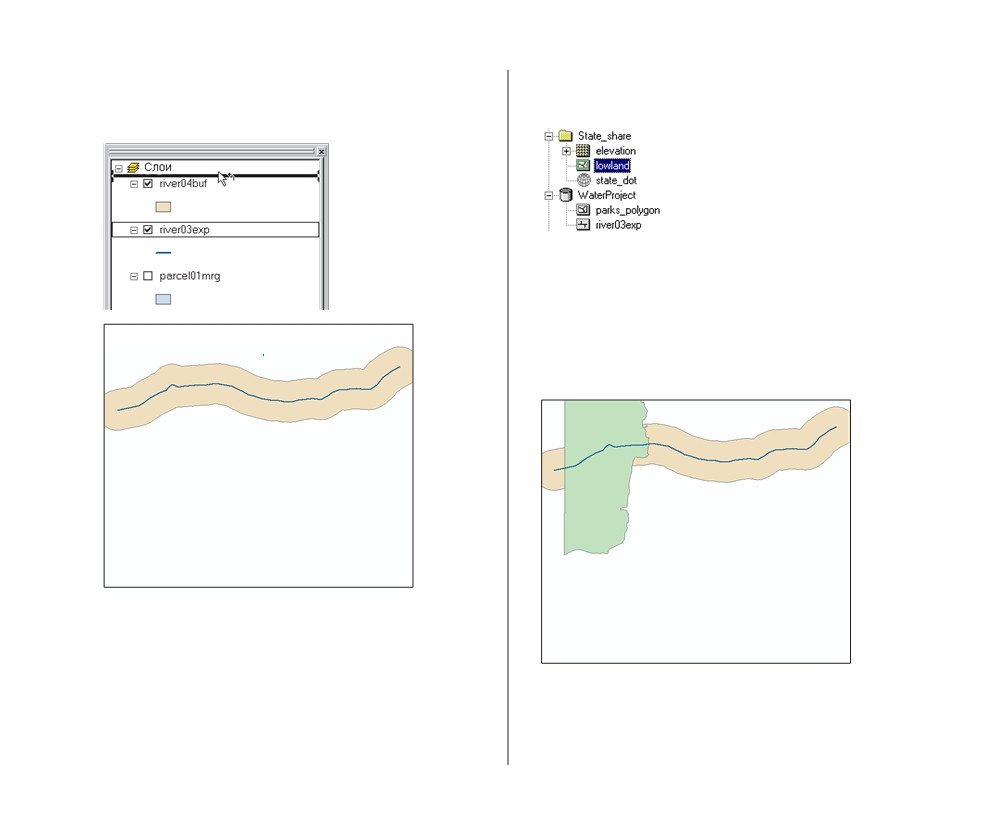 Слои
river04buf
river03exp
parcel01mrg
State_share
elevation
lowland
state_dot
WaterProject
parks_polygon
river03exp